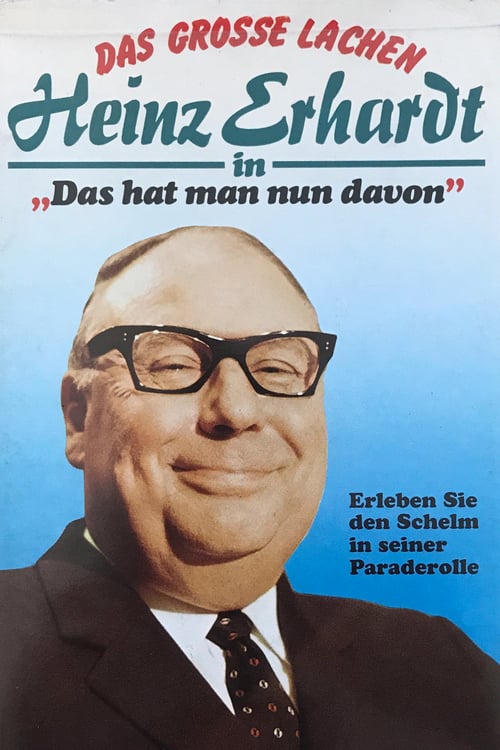 DAS GROSSE LACHEN
Heinz Erhardt
in
„Das hat man nun davon”
Erleben Sie
den Schelm
in seiner
Paraderolle